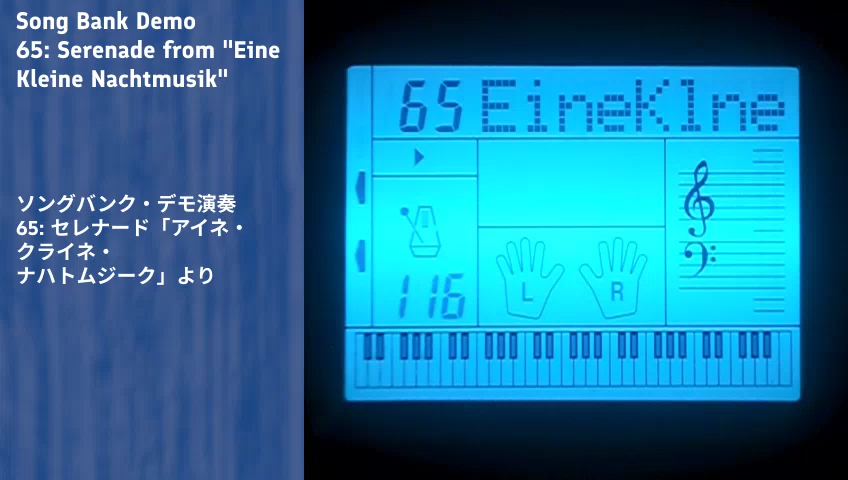 Song Bank Demo
65: Serenade from "Eine
Kleine Nachtmusik"
ソングバンク・デモ演奏
65: セレナード「アイネ・
クライネ・
ナハトムジーク」より
65 EineKlne
116
L R